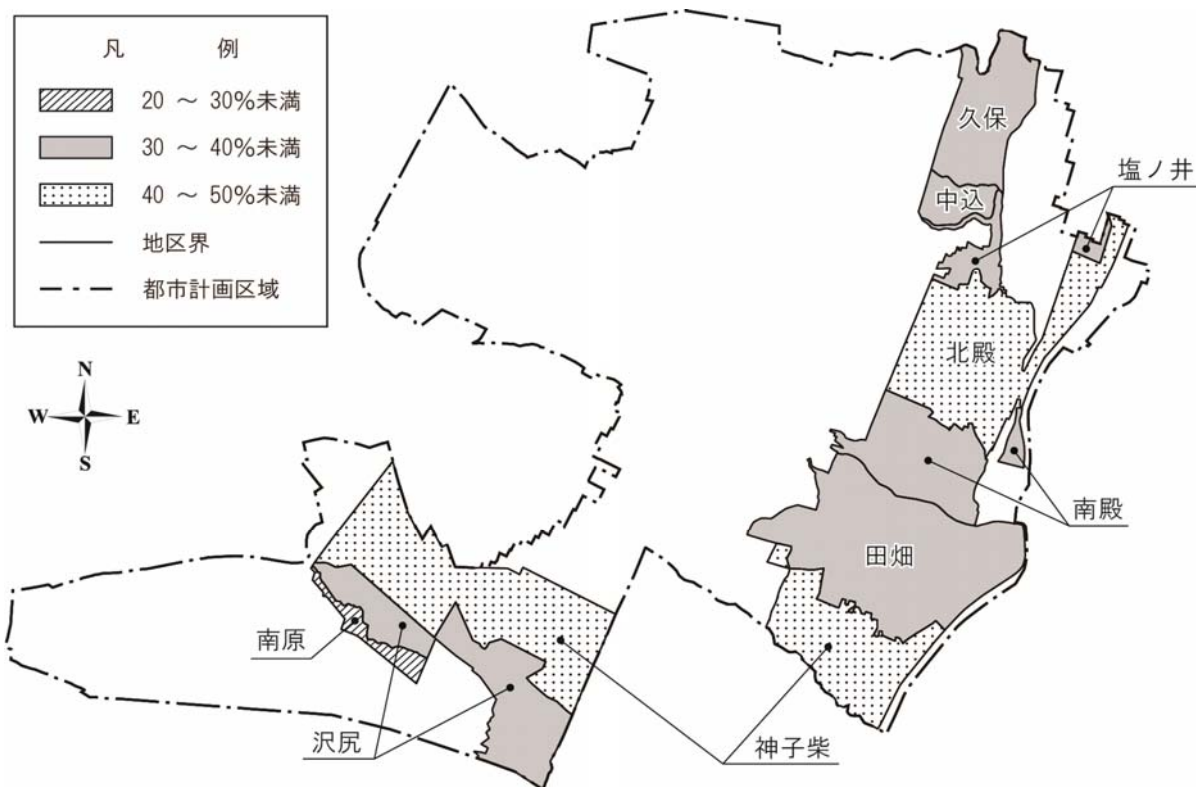 凡 例
20 ～ 30%未満
30 ～ 40%未満
40 ～ 50%未満
地区界
都市計画区域
N
W E
S
久保
塩ノ井
中込
北殿
南殿
田畑
南原
沢尻
神子柴